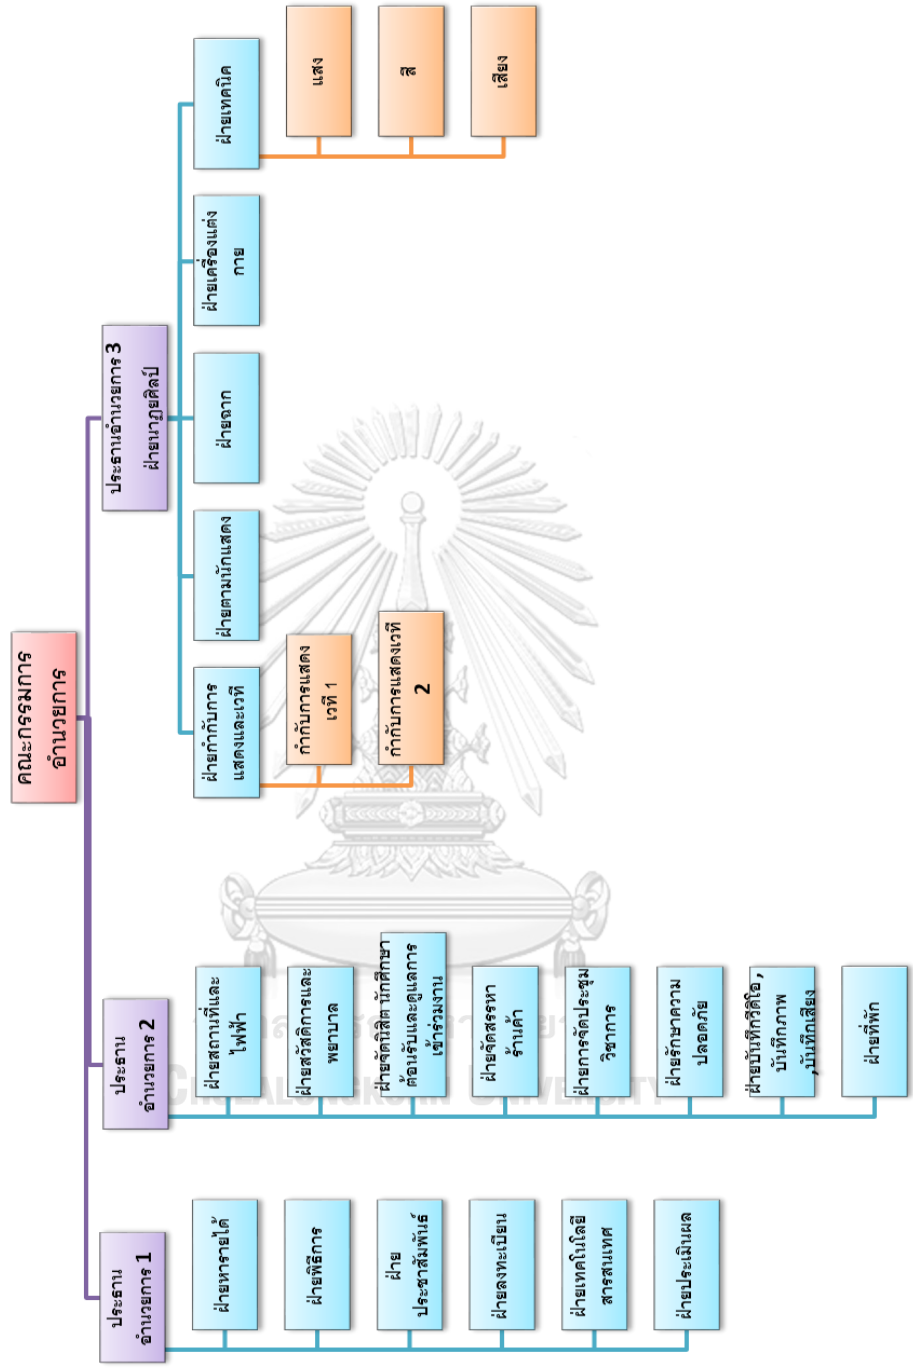 คณะกรรมการ
อำนวยการ
ประธาน
อำนวยการ 1
ฝ่ายหารายได้
ฝ่ายพิธีการ
ฝ่าย
ประชาสัมพันธ์
ฝ่ายลงทะเบียน
ฝ่ายเทคโนโลยี
สารสนเทศ
ฝ่ายประเมินผล
ประธาน
อำนวยการ 2
ฝ่ายสถานที่และ
ไฟฟ้า
ฝ่ายสวัสดิการและ
พยาบาล
ฝ่ายจัดนิสิต นักศึกษา
ต้อนรับและดูแลการ
เข้าร่วมงาน
ฝ่ายจัดสรรหา
ร้านค้า
ฝ่ายการจัดประชุม
วิชาการ
ฝ่ายรักษาความ
ปลอดภัย
ฝ่ายบันทึกวีดิโอ,
บันทึกภาพ
,บันทึกเสียง
ฝ่ายที่พัก
ประธานอำนวยการ 3
ฝ่ายนาฏยศิลป์
ฝ่ายกำกับการ
แสดงและเวที
กำกับการแสดง
เวที 1
กำกับการแสดงเวที
2
ฝ่ายตามนักแสดง
ฝ่ายฉาก
ฝ่ายเครื่องแต่ง
กาย
ฝ่ายเทคนิค
แสง
สี
เสียง
CHULALONGKORN UNIVERSITY